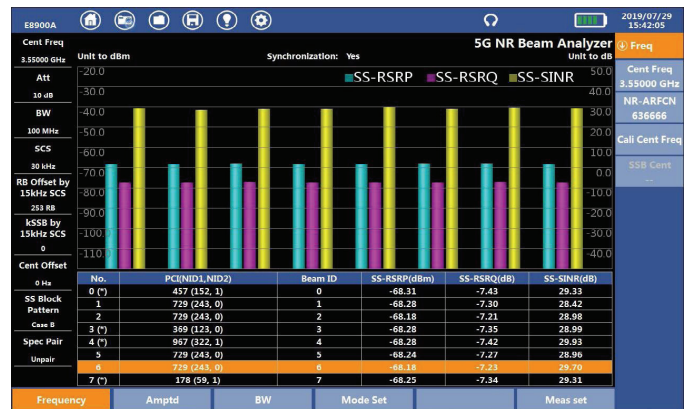 E8900A
2019/07/29
15:42:05
Cent Freq
3.55000 GHz
Att
10 dB
BW
100 MHz
SCS
30 kHz
RB Offset by
15kHz SCS
253 RB
kSSB by
15kHz SCS
0
Cent Offset
0 Hz
SS Block
Pattern
Case B
Spec Pair
Unpair
5G NR Beam Analyzer
Unit to dBm
Synchronization: Yes
Unit to dB
SS-RSRP SS-RSRQ SS-SINR
-20.0 50.0
-30.0 40.0
-40.0 30.0
-50.0 20.0
-60.0 10.0
-70.0 0.0
-80.0 -10.0
-90.0 -20.0
-100.0 -30.0
-110.0 -40.0
No. PCI(NID1,NID2) Beam ID SS-RSRP(dBm) SS-RSRQ(dB) SS-SINR(dB)
0 (*) 457 (152, 1) 0 -68.31 -7.43 29.33
1 729 (243, 0) 1 -68.28 -7.30 28.42
2 729 (243, 0) 2 -68.18 -7.21 28.98
3 (*) 369 (123, 0) 3 -68.28 -7.35 28.99
4 (*) 967 (322, 1) 4 -68.28 -7.42 29.93
5 729 (243, 0) 5 -68.24 -7.27 28.96
6 729 (243, 0) 6 -68.18 -7.23 29.70
7 (*) 178 (59, 1) 7 -68.25 -7.34 29.31
Freq
Cent Freq
3.55000 GHz
NR-ARFCN
636666
Cali Cent Freq
SSB Cent
--
Frequency Amptd BW Mode Set Meas set